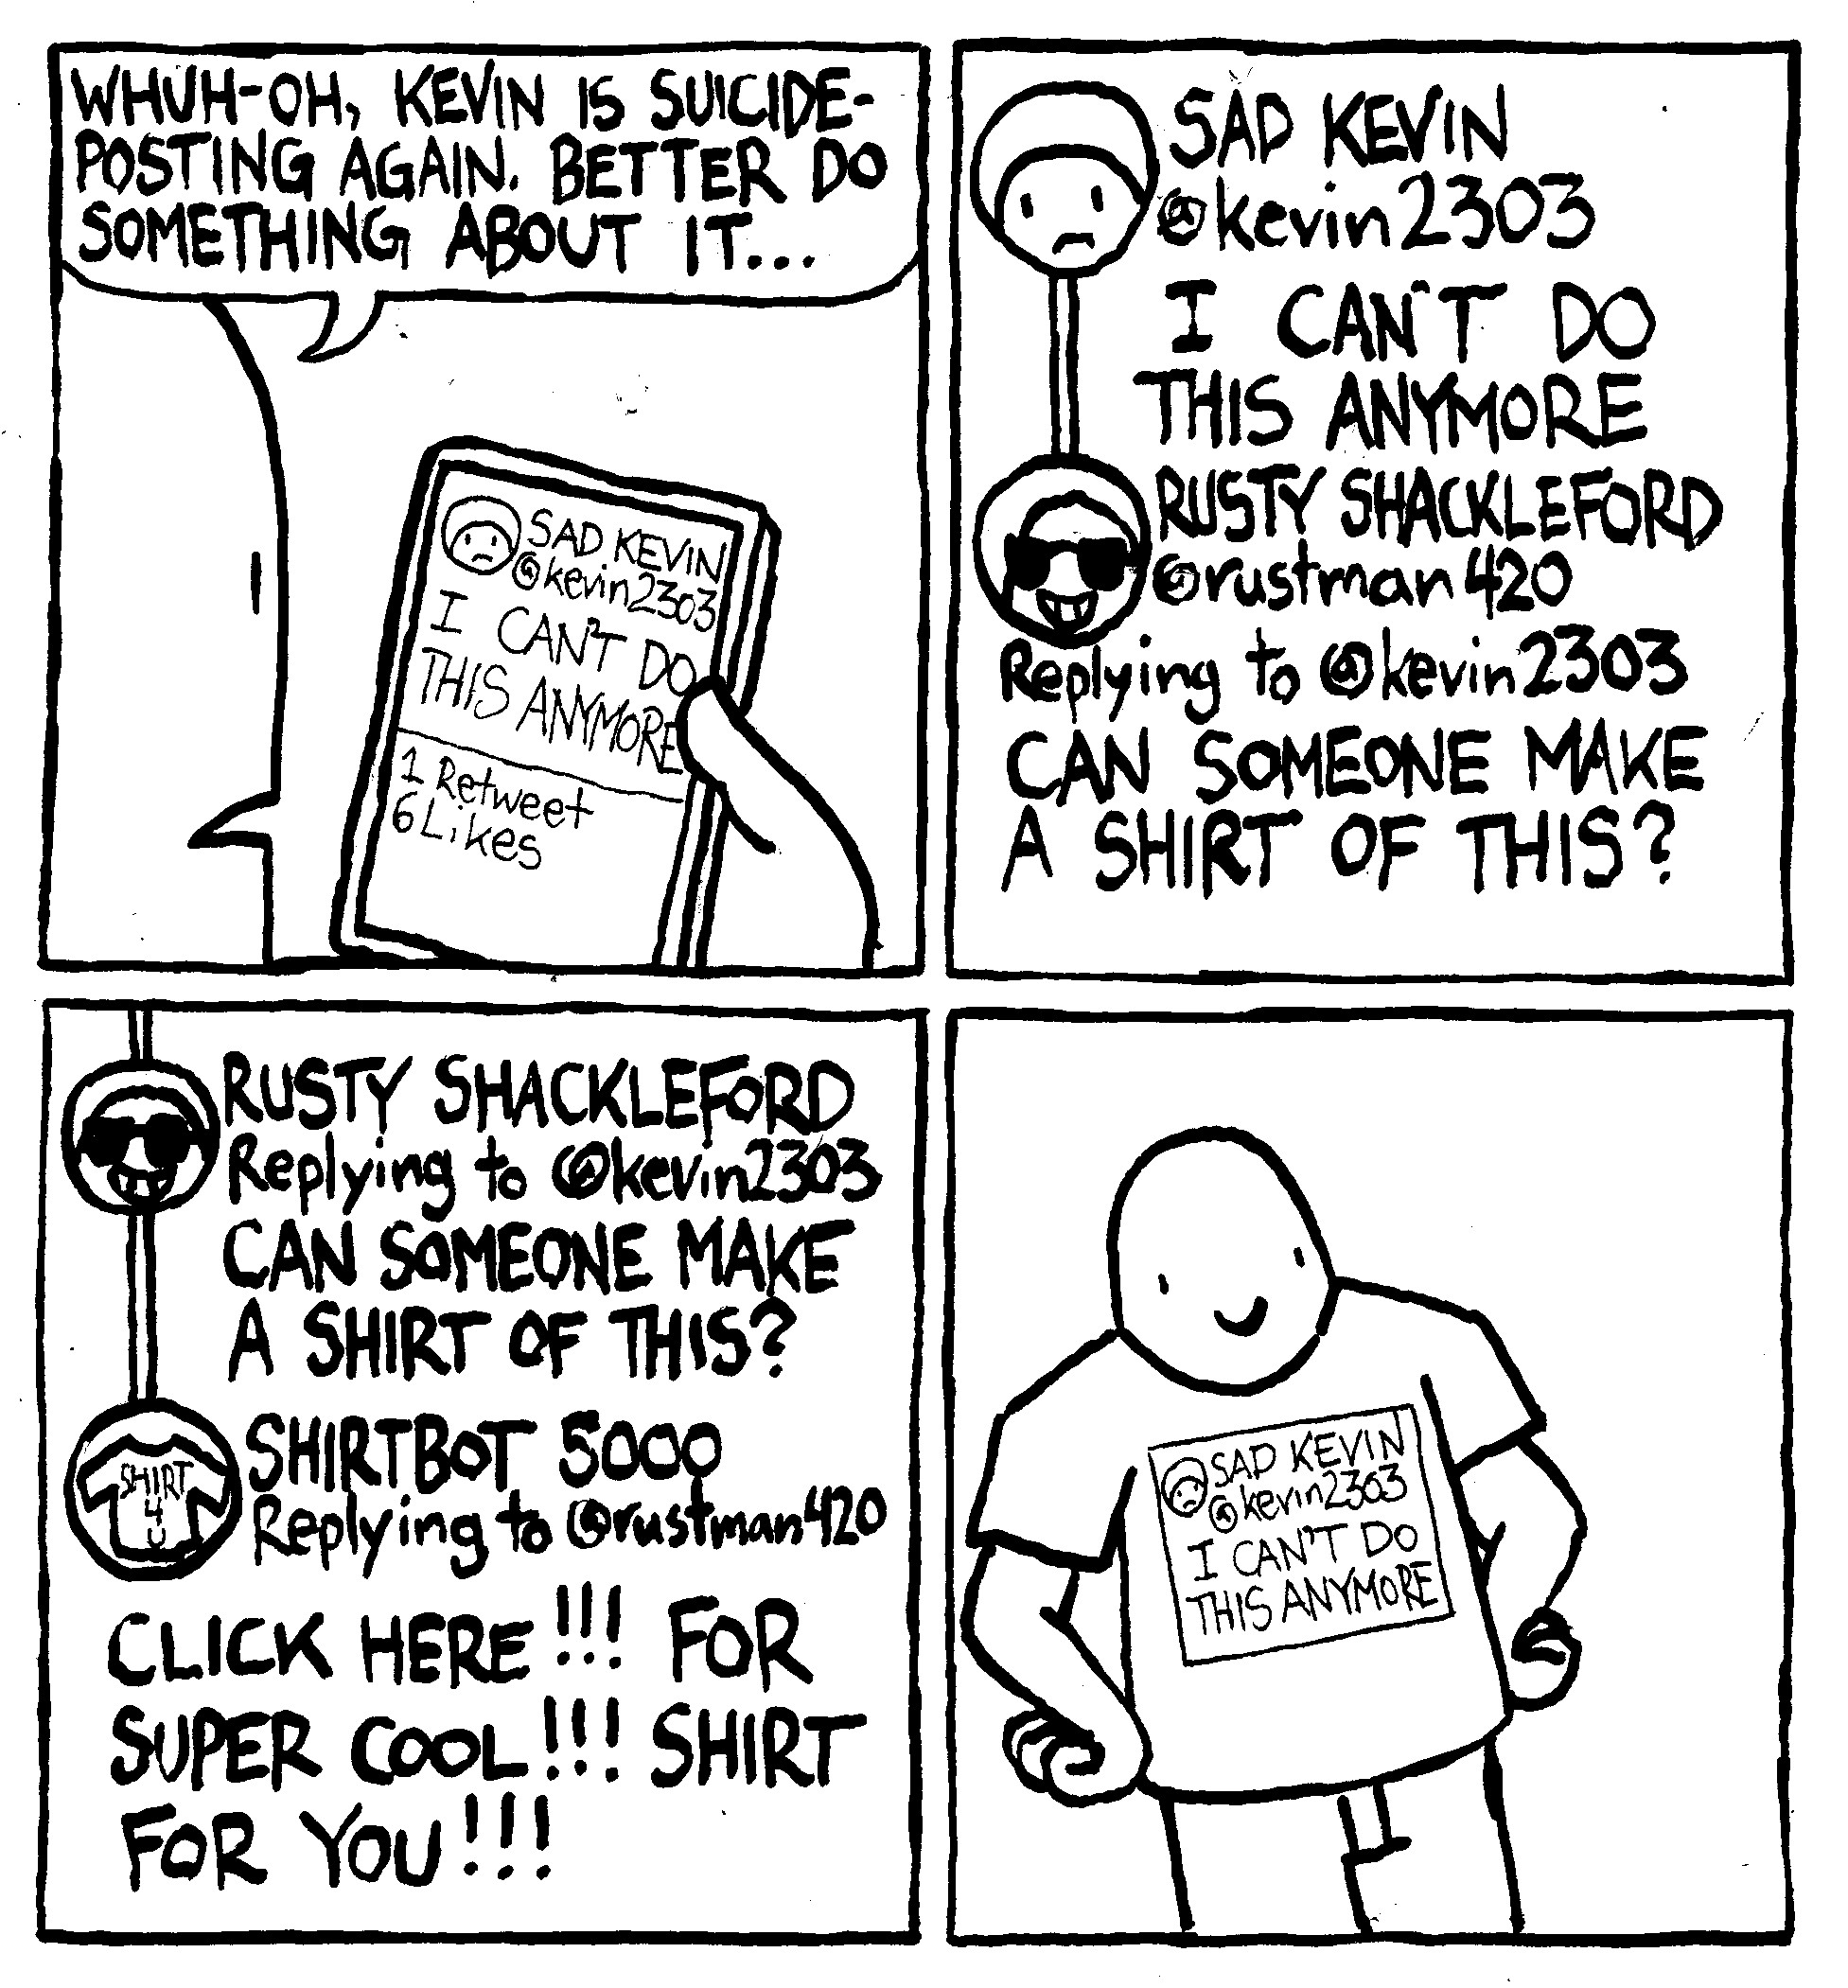 WHUH-OH, KEVIN IS SUICIDE-
POSTING AGAIN. BETTER DO
SOMETHING ABOUT IT...
SAD KEVIN
@kevin2303
I CAN'T DO
THIS ANYMORE
1 Retweet
6 Likes
SAD KEVIN
@kevin2303
I CAN'T DO
THIS ANYMORE
RUSTY SHACKLEFORD
@rustman420
Replying to @kevin2303
CAN SOMEONE MAKE
A SHIRT OF THIS?
RUSTY SHACKLEFORD
Replying to @kevin2303
CAN SOMEONE MAKE
A SHIRT OF THIS?
SHIRT
4
U
SHIRTBOT 5000
Replying to @rustman420
CLICK HERE!!! FOR
SUPER COOL!!! SHIRT
FOR YOU!!!
SAD KEVIN
@kevin2303
I CAN'T DO
THIS ANYMORE